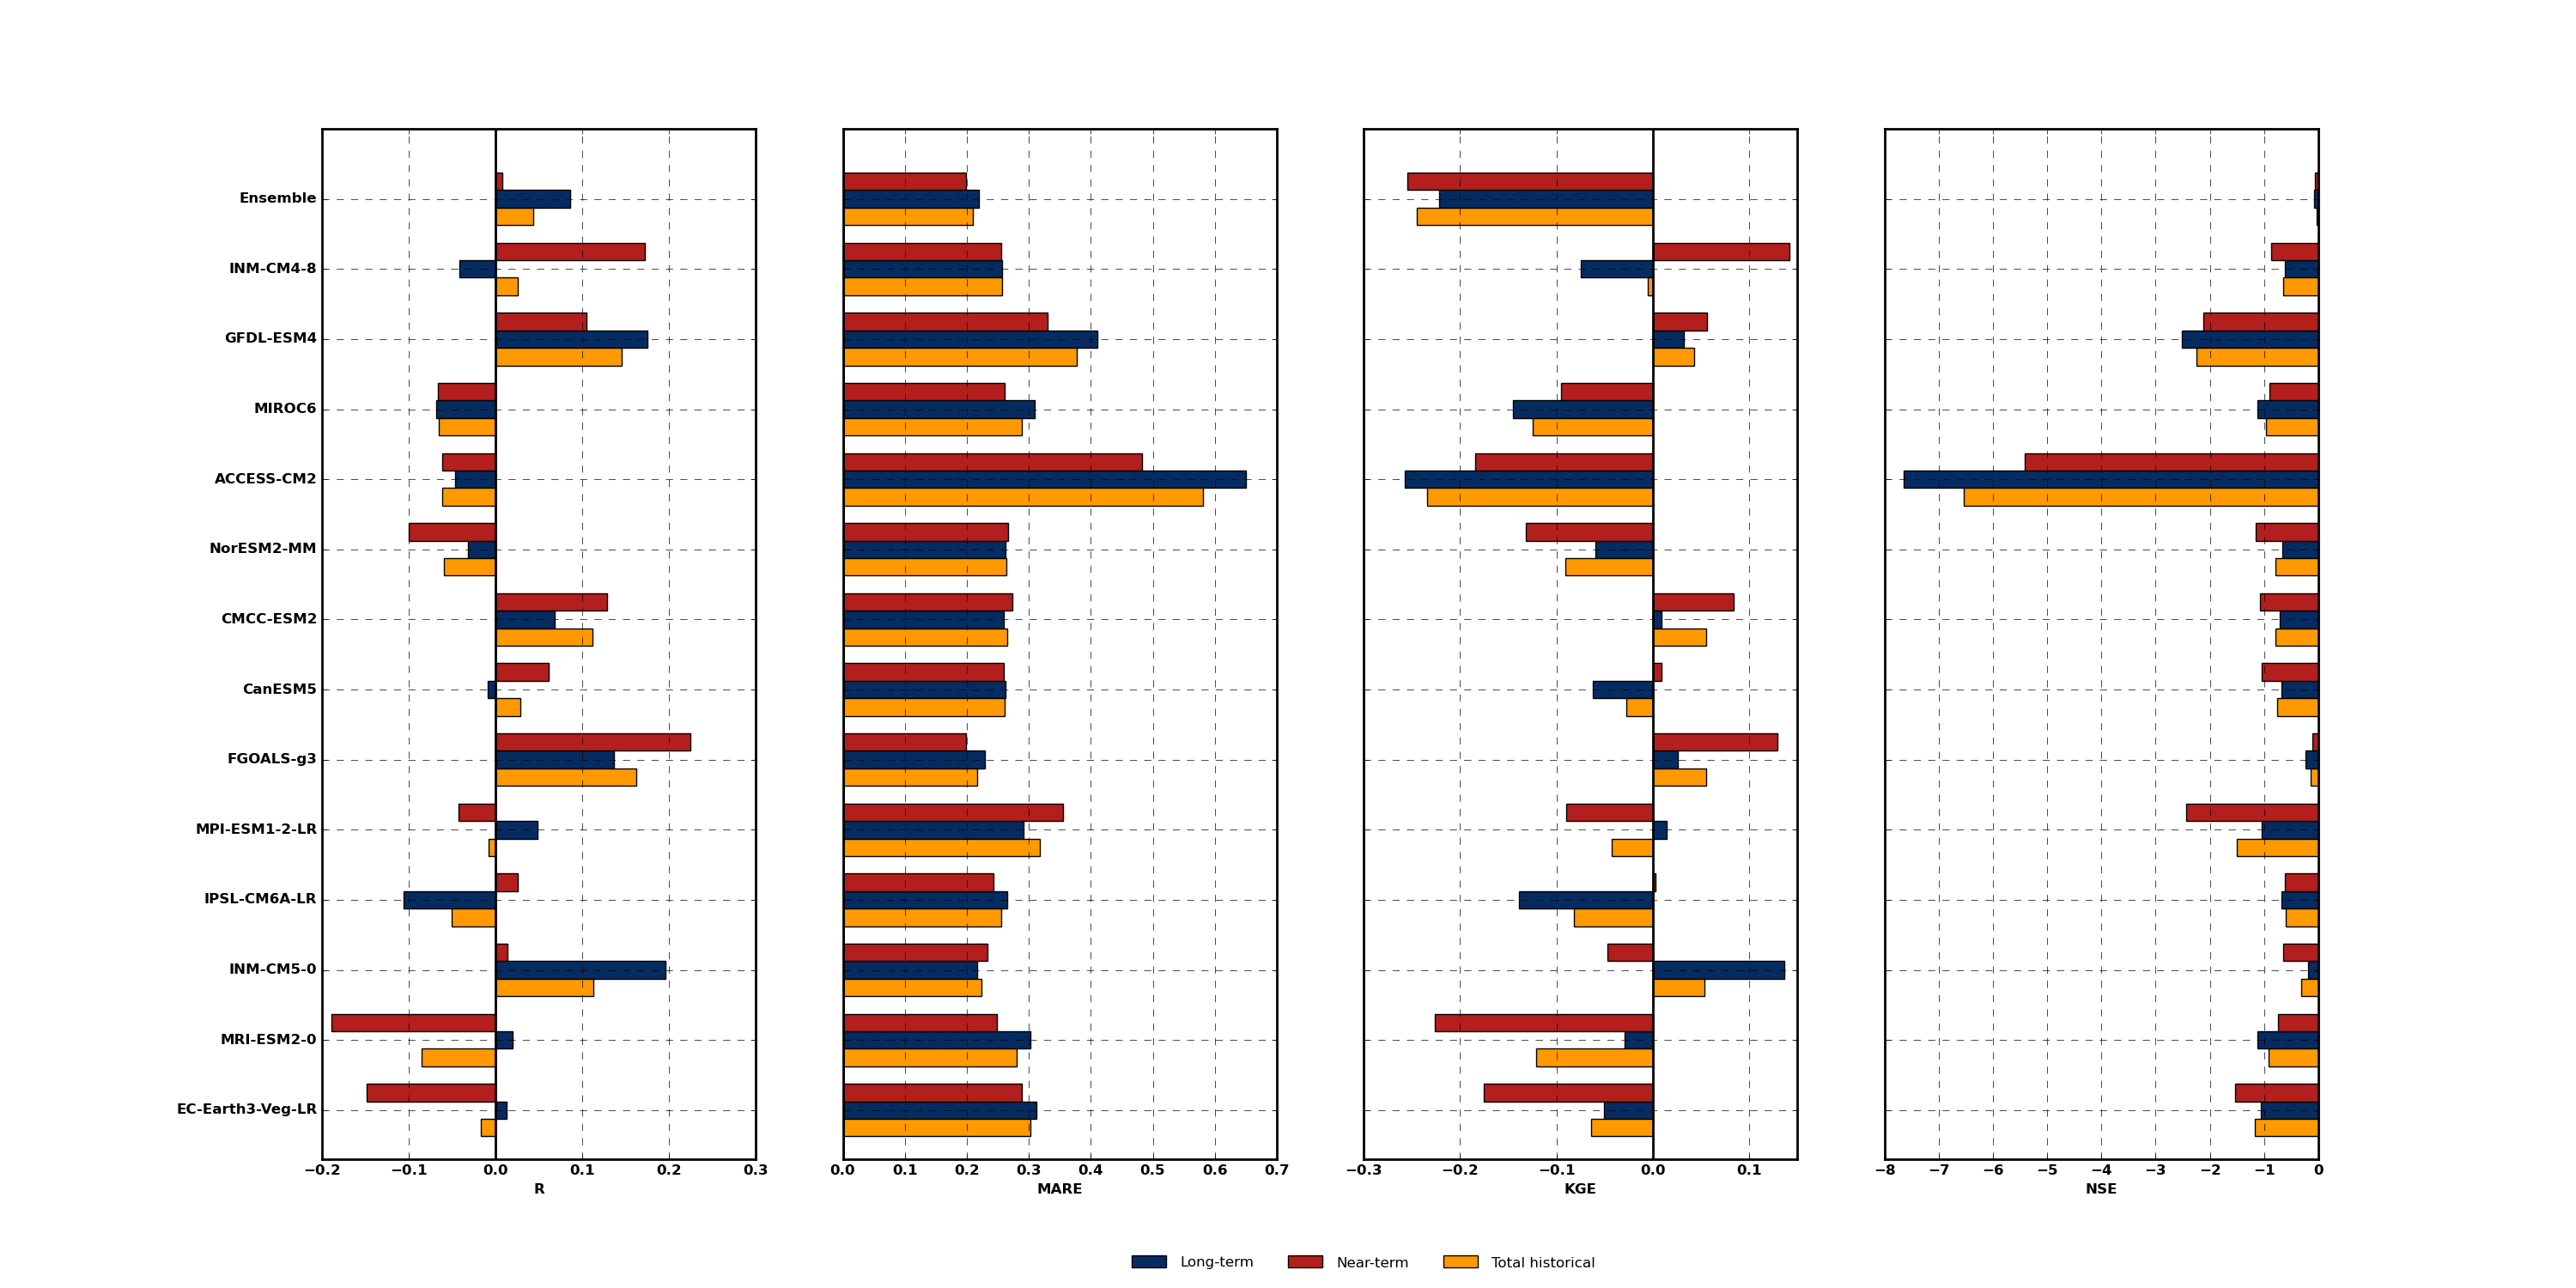 Ensemble
INM-CM4-8
GFDL-ESM4
MIROC6
ACCESS-CM2
NorESM2-MM
CMCC-ESM2
CanESM5
FGOALS-g3
MPI-ESM1-2-LR
IPSL-CM6A-LR
INM-CM5-0
MRI-ESM2-0
EC-Earth3-Veg-LR
−0.2 −0.1 0.0 0.1 0.2 0.3
R
0.0 0.1 0.2 0.3 0.4 0.5 0.6 0.7
MARE
−0.3 −0.2 −0.1 0.0 0.1
KGE
−8 −7 −6 −5 −4 −3 −2 −1 0
NSE
Long-term Near-term Total historical